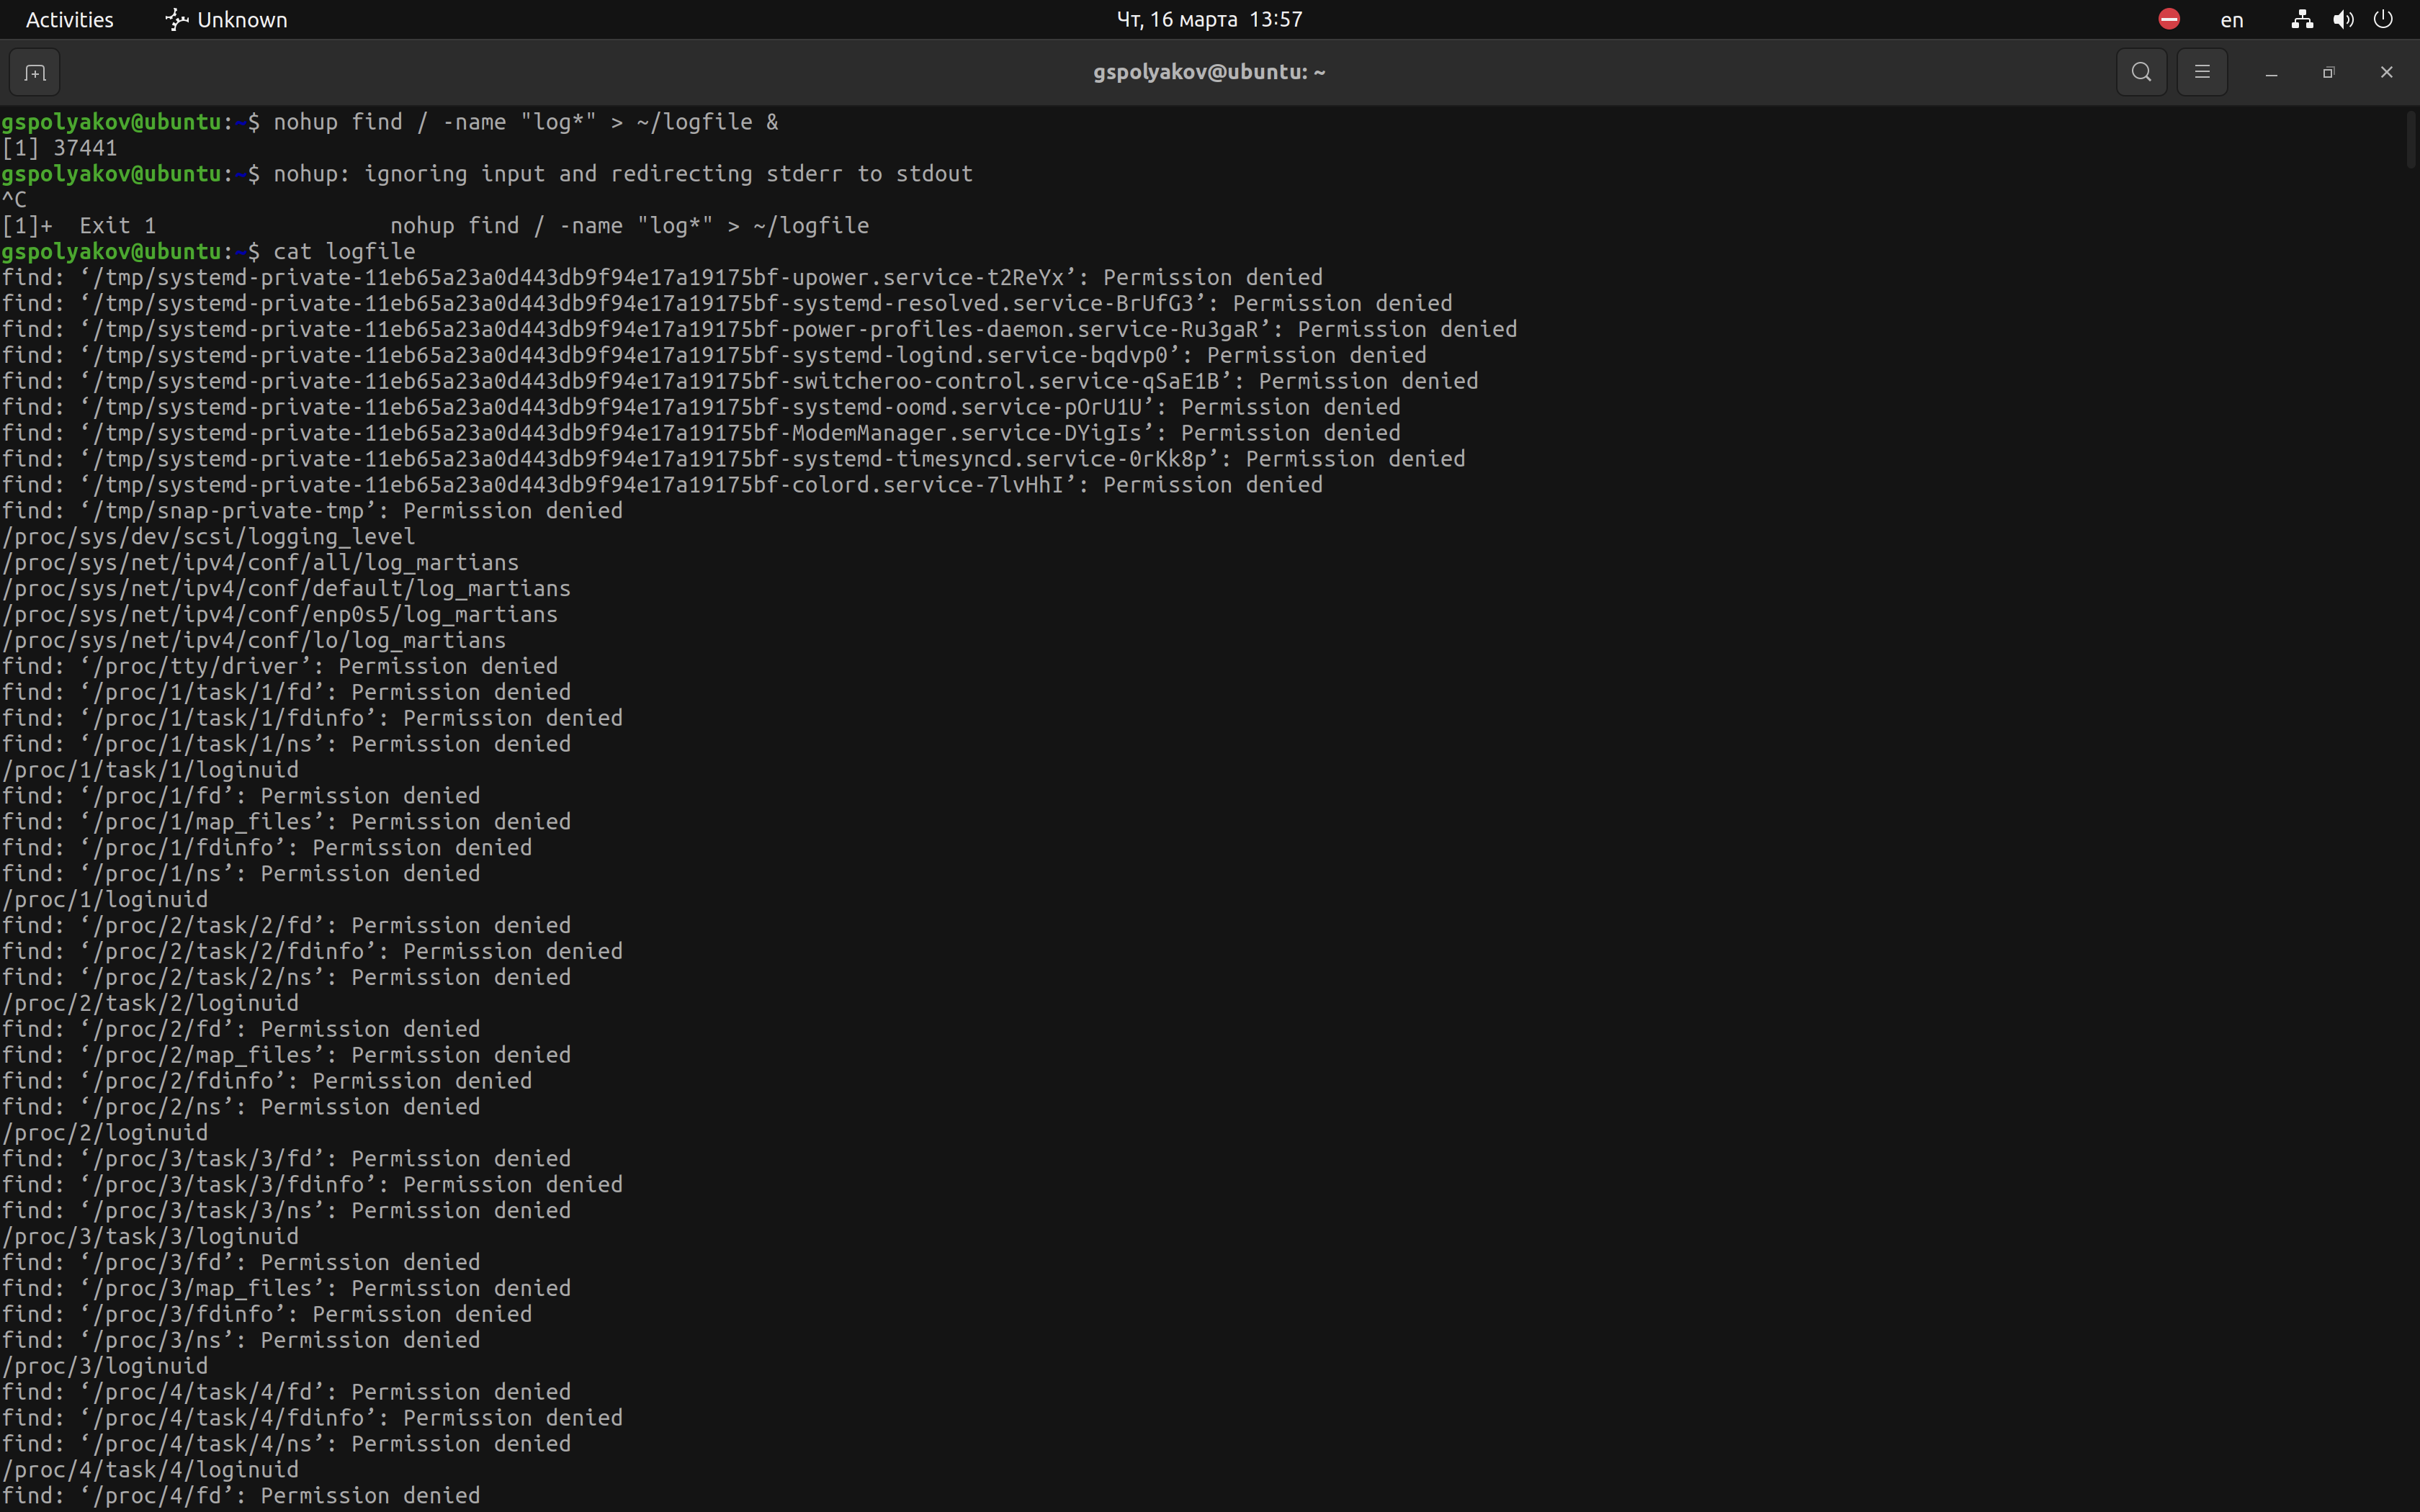 Activities Unknown Чт, 16 марта 13:57 en
gspolyakov@ubuntu: ~
gspolyakov@ubuntu:~$ nohup find / -name "log*" > ~/logfile &
[1] 37441
gspolyakov@ubuntu:~$ nohup: ignoring input and redirecting stderr to stdout
^C
[1]+  Exit 1                  nohup find / -name "log*" > ~/logfile
gspolyakov@ubuntu:~$ cat logfile
find: ‘/tmp/systemd-private-11eb65a23a0d443db9f94e17a19175bf-upower.service-t2ReYx’: Permission denied
find: ‘/tmp/systemd-private-11eb65a23a0d443db9f94e17a19175bf-systemd-resolved.service-BrUfG3’: Permission denied
find: ‘/tmp/systemd-private-11eb65a23a0d443db9f94e17a19175bf-power-profiles-daemon.service-Ru3gaR’: Permission denied
find: ‘/tmp/systemd-private-11eb65a23a0d443db9f94e17a19175bf-systemd-logind.service-bqdvp0’: Permission denied
find: ‘/tmp/systemd-private-11eb65a23a0d443db9f94e17a19175bf-switcheroo-control.service-qSaE1B’: Permission denied
find: ‘/tmp/systemd-private-11eb65a23a0d443db9f94e17a19175bf-systemd-oomd.service-pOrU1U’: Permission denied
find: ‘/tmp/systemd-private-11eb65a23a0d443db9f94e17a19175bf-ModemManager.service-DYigIs’: Permission denied
find: ‘/tmp/systemd-private-11eb65a23a0d443db9f94e17a19175bf-systemd-timesyncd.service-0rKk8p’: Permission denied
find: ‘/tmp/systemd-private-11eb65a23a0d443db9f94e17a19175bf-colord.service-7lvHhI’: Permission denied
find: ‘/tmp/snap-private-tmp’: Permission denied
/proc/sys/dev/scsi/logging_level
/proc/sys/net/ipv4/conf/all/log_martians
/proc/sys/net/ipv4/conf/default/log_martians
/proc/sys/net/ipv4/conf/enp0s5/log_martians
/proc/sys/net/ipv4/conf/lo/log_martians
find: ‘/proc/tty/driver’: Permission denied
find: ‘/proc/1/task/1/fd’: Permission denied
find: ‘/proc/1/task/1/fdinfo’: Permission denied
find: ‘/proc/1/task/1/ns’: Permission denied
/proc/1/task/1/loginuid
find: ‘/proc/1/fd’: Permission denied
find: ‘/proc/1/map_files’: Permission denied
find: ‘/proc/1/fdinfo’: Permission denied
find: ‘/proc/1/ns’: Permission denied
/proc/1/loginuid
find: ‘/proc/2/task/2/fd’: Permission denied
find: ‘/proc/2/task/2/fdinfo’: Permission denied
find: ‘/proc/2/task/2/ns’: Permission denied
/proc/2/task/2/loginuid
find: ‘/proc/2/fd’: Permission denied
find: ‘/proc/2/map_files’: Permission denied
find: ‘/proc/2/fdinfo’: Permission denied
find: ‘/proc/2/ns’: Permission denied
/proc/2/loginuid
find: ‘/proc/3/task/3/fd’: Permission denied
find: ‘/proc/3/task/3/fdinfo’: Permission denied
find: ‘/proc/3/task/3/ns’: Permission denied
/proc/3/task/3/loginuid
find: ‘/proc/3/fd’: Permission denied
find: ‘/proc/3/map_files’: Permission denied
find: ‘/proc/3/fdinfo’: Permission denied
find: ‘/proc/3/ns’: Permission denied
/proc/3/loginuid
find: ‘/proc/4/task/4/fd’: Permission denied
find: ‘/proc/4/task/4/fdinfo’: Permission denied
find: ‘/proc/4/task/4/ns’: Permission denied
/proc/4/task/4/loginuid
find: ‘/proc/4/fd’: Permission denied